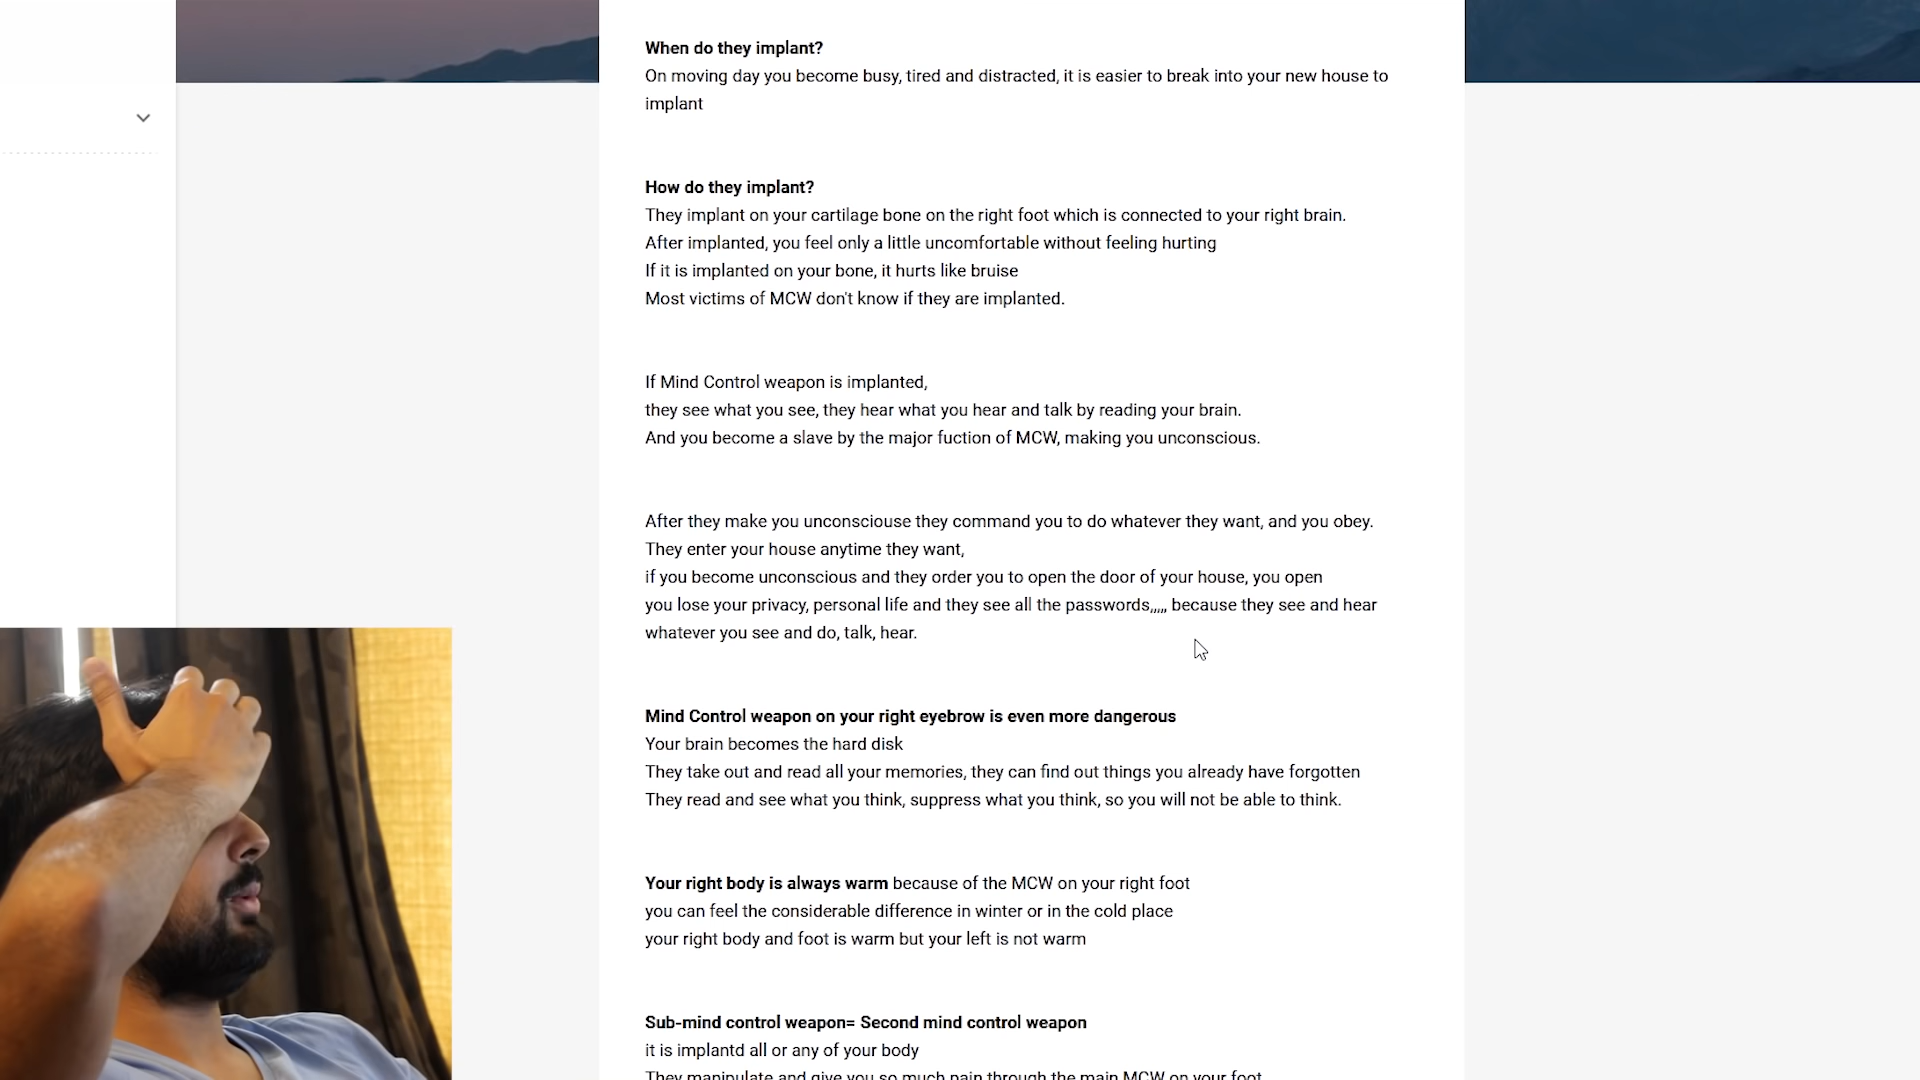 When do they implant?
On moving day you become busy, tired and distracted, it is easier to break into your new house to
implant
How do they implant?
They implant on your cartilage bone on the right foot which is connected to your right brain.
After implanted, you feel only a little uncomfortable without feeling hurting
If it is implanted on your bone, it hurts like bruise
Most victims of MCW don't know if they are implanted.
If Mind Control weapon is implanted,
they see what you see, they hear what you hear and talk by reading your brain.
And you become a slave by the major fuction of MCW, making you unconscious.
After they make you unconsciouse they command you to do whatever they want, and you obey.
They enter your house anytime they want,
if you become unconscious and they order you to open the door of your house, you open
you lose your privacy, personal life and they see all the passwords,,,,, because they see and hear
whatever you see and do, talk, hear.
Mind Control weapon on your right eyebrow is even more dangerous
Your brain becomes the hard disk
They take out and read all your memories, they can find out things you already have forgotten
They read and see what you think, suppress what you think, so you will not be able to think.
Your right body is always warm because of the MCW on your right foot
you can feel the considerable difference in winter or in the cold place
your right body and foot is warm but your left is not warm
Sub-mind control weapon= Second mind control weapon
it is implantd all or any of your body
They manipulate and give you so much pain through the main MCW on your foot